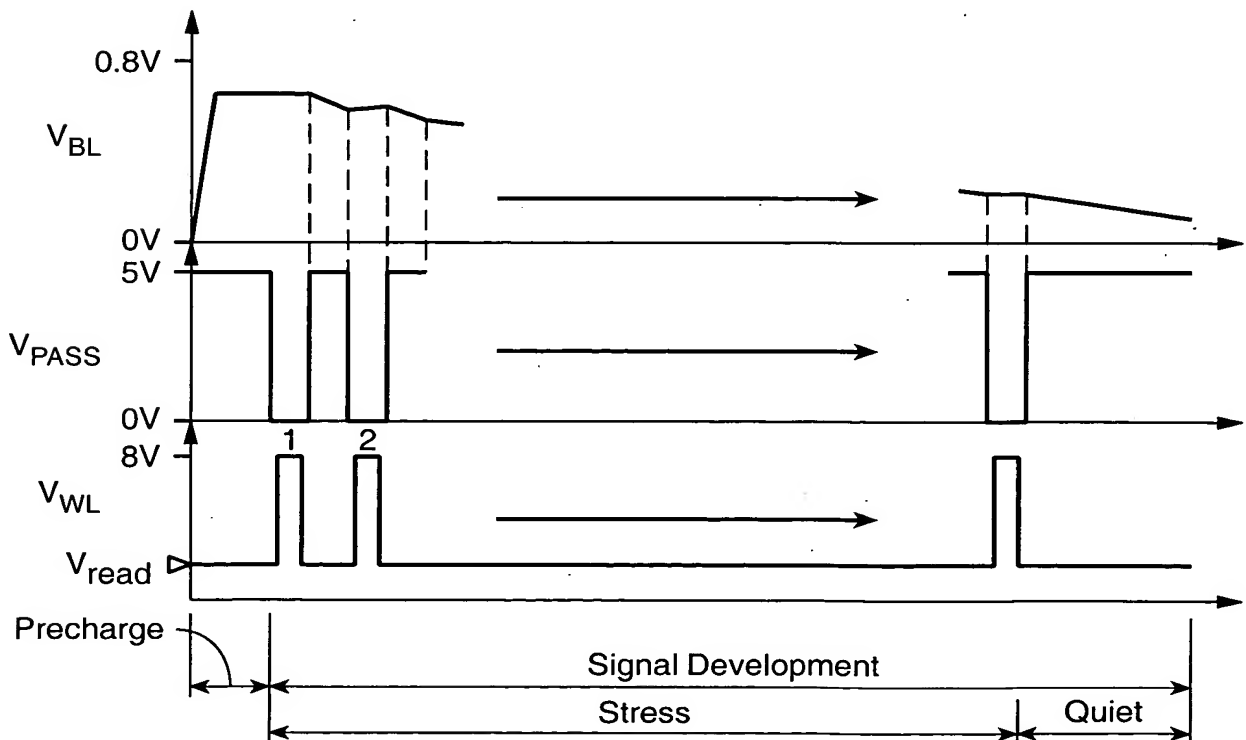 0.8V
V_BL
0V
5V
V_PASS
0V
1 2
8V
V_WL
V_read
Precharge
Signal Development
Stress
Quiet